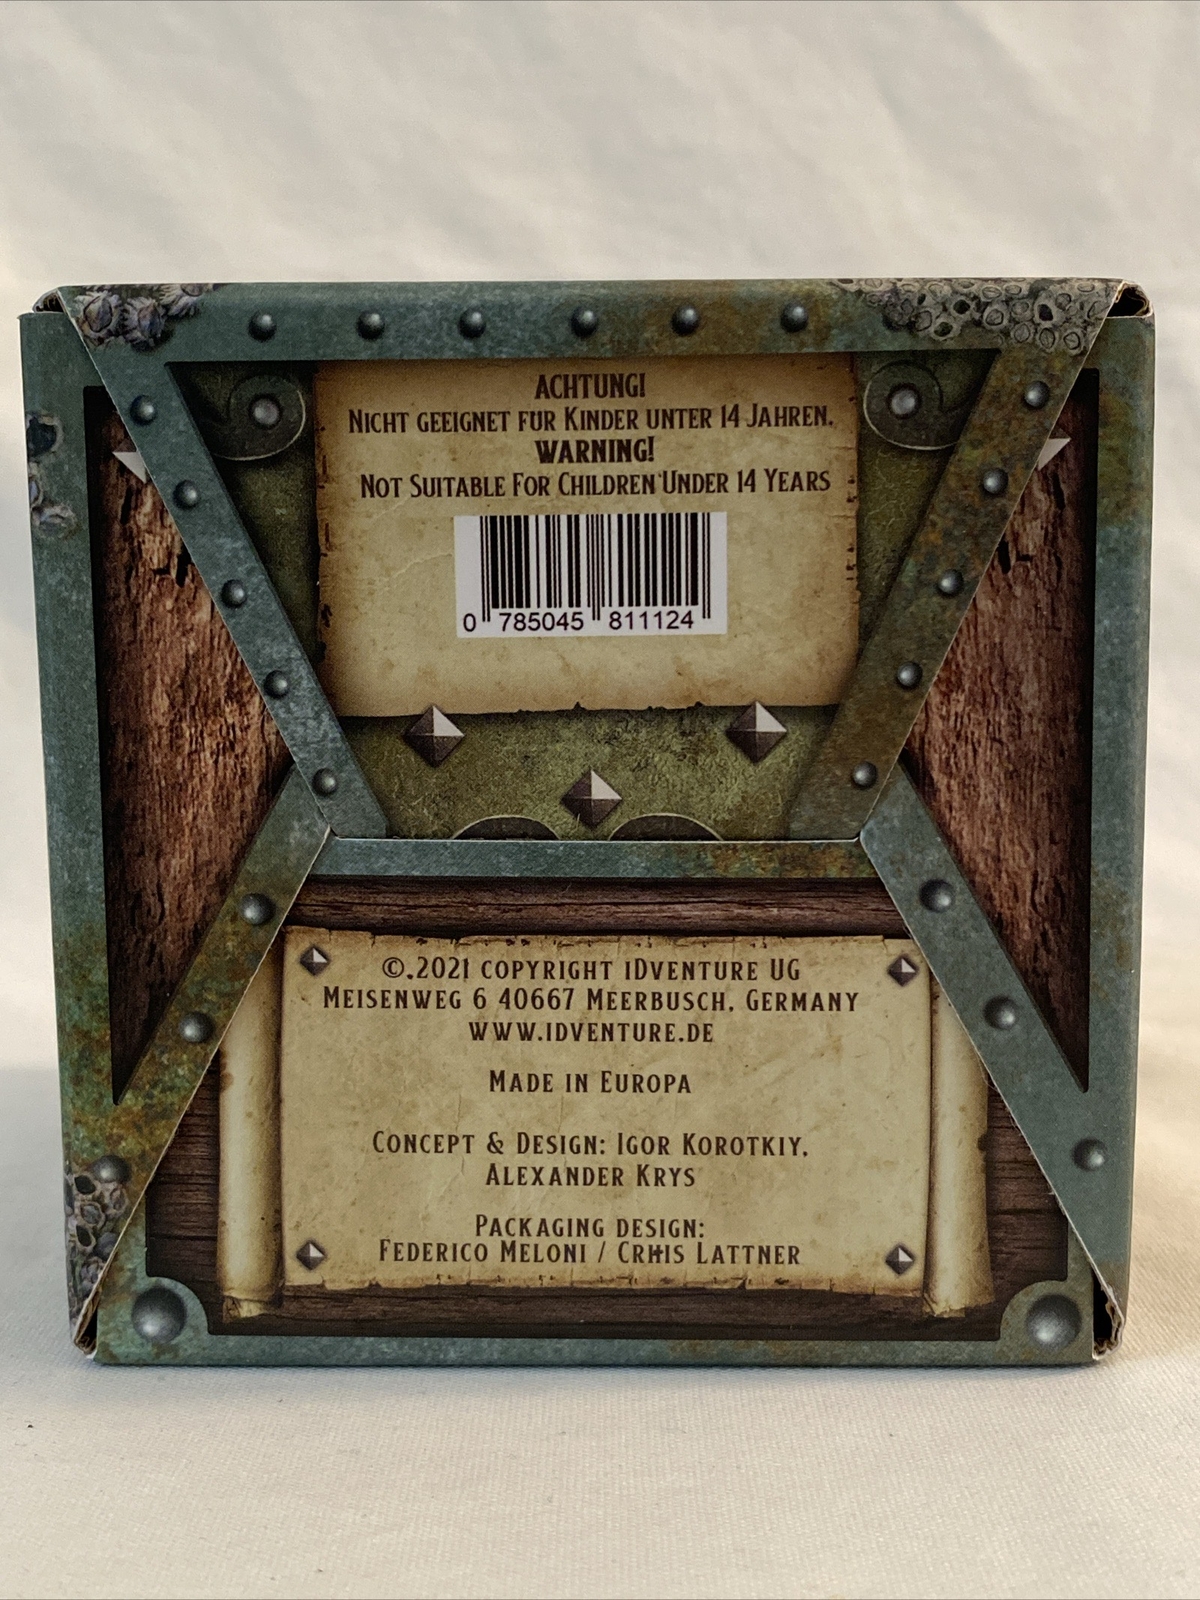 ACHTUNG!
NICHT GEEIGNET FUR KINDER UNTER 14 JAHREN.
WARNING!
NOT SUITABLE FOR CHILDREN UNDER 14 YEARS
0 785045 811124
©.2021 COPYRIGHT IDVENTURE UG
MEISENWEG 6 40667 MEERBUSCH, GERMANY
WWW.IDVENTURE.DE
MADE IN EUROPA
CONCEPT & DESIGN: IGOR KOROTKIY,
ALEXANDER KRYS
PACKAGING DESIGN:
FEDERICO MELONI / CRHIS LATTNER